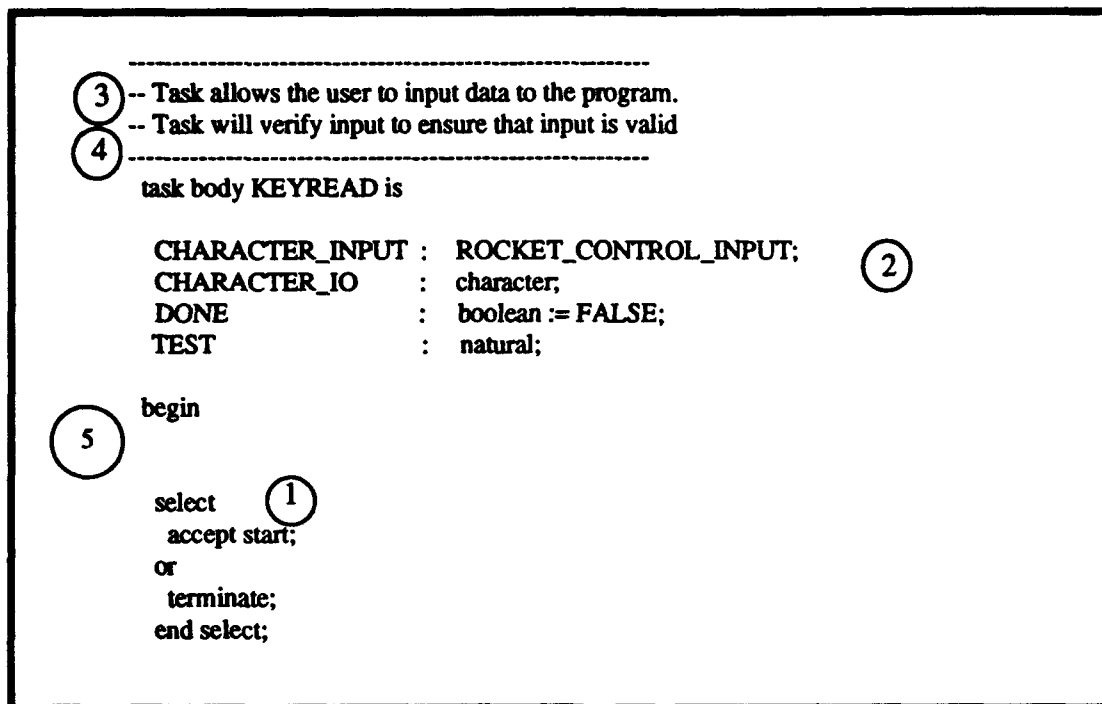 ------------------------------------------------------------
3 -- Task allows the user to input data to the program.
-- Task will verify input to ensure that input is valid
4 ------------------------------------------------------------
task body KEYREAD is
CHARACTER_INPUT : ROCKET_CONTROL_INPUT; 2
CHARACTER_IO : character;
DONE : boolean := FALSE;
TEST : natural;
begin
5
select 1
accept start;
or
terminate;
end select;